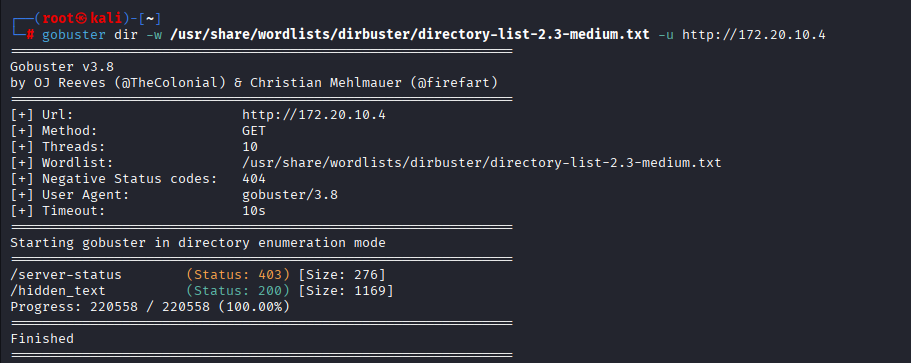 ┌──(root㉿kali)-[~]
└─# gobuster dir -w /usr/share/wordlists/dirbuster/directory-list-2.3-medium.txt -u http://172.20.10.4
===============================================================
Gobuster v3.8
by OJ Reeves (@TheColonial) & Christian Mehlmauer (@firefart)
===============================================================
[+] Url:                     http://172.20.10.4
[+] Method:                  GET
[+] Threads:                 10
[+] Wordlist:                /usr/share/wordlists/dirbuster/directory-list-2.3-medium.txt
[+] Negative Status codes:   404
[+] User Agent:              gobuster/3.8
[+] Timeout:                 10s
===============================================================
Starting gobuster in directory enumeration mode
===============================================================
/server-status        (Status: 403) [Size: 276]
/hidden_text          (Status: 200) [Size: 1169]
Progress: 220558 / 220558 (100.00%)
===============================================================
Finished
===============================================================